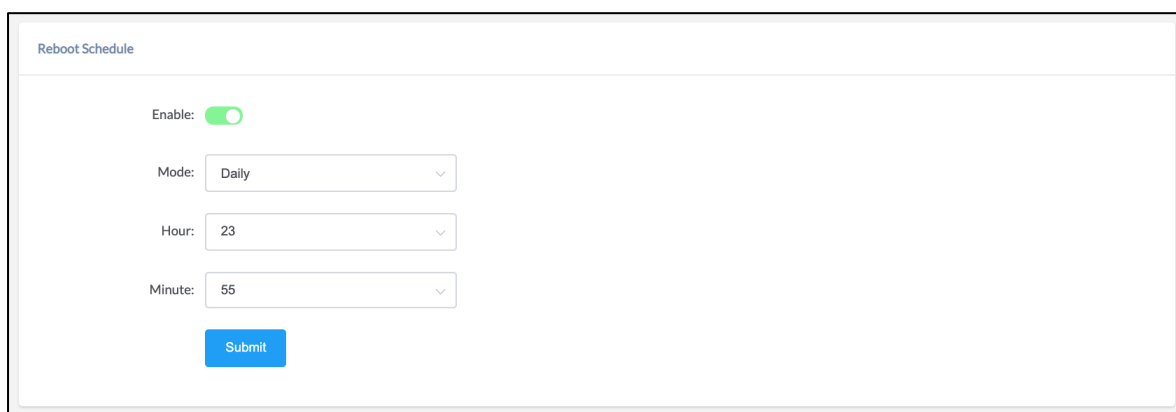 Reboot Schedule
Enable:
Mode: Daily
Hour: 23
Minute: 55
Submit